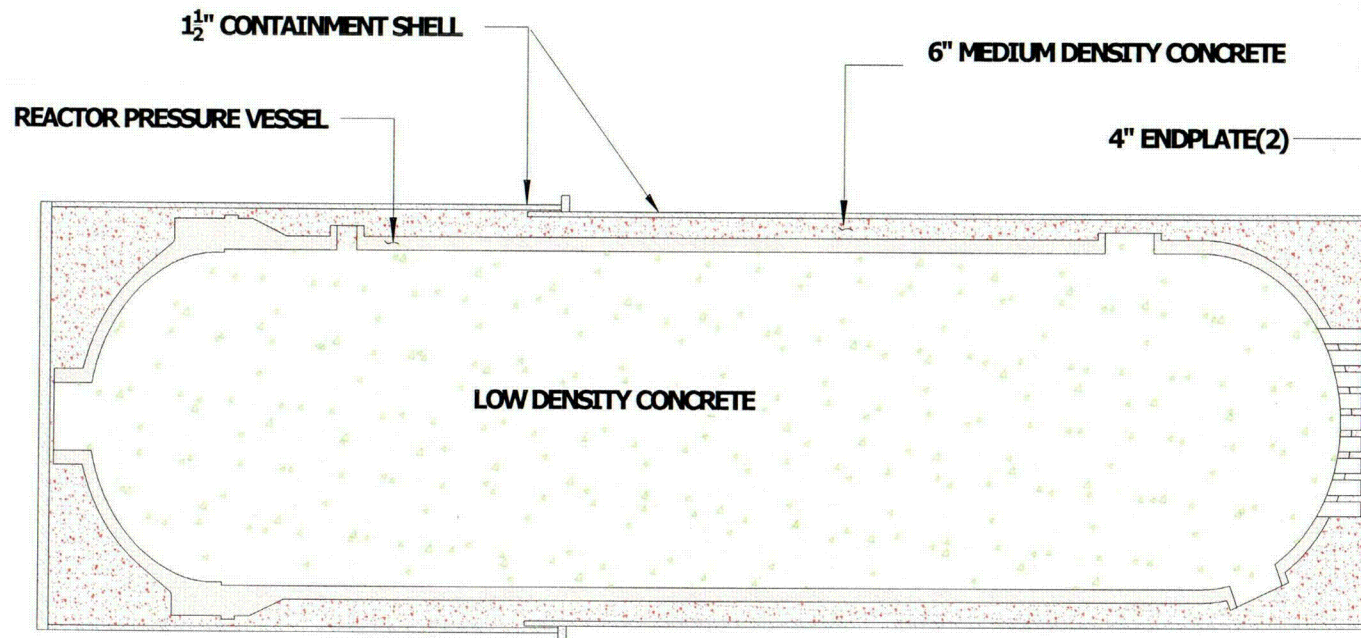 1½" CONTAINMENT SHELL
6" MEDIUM DENSITY CONCRETE
REACTOR PRESSURE VESSEL
4" ENDPLATE(2)
LOW DENSITY CONCRETE